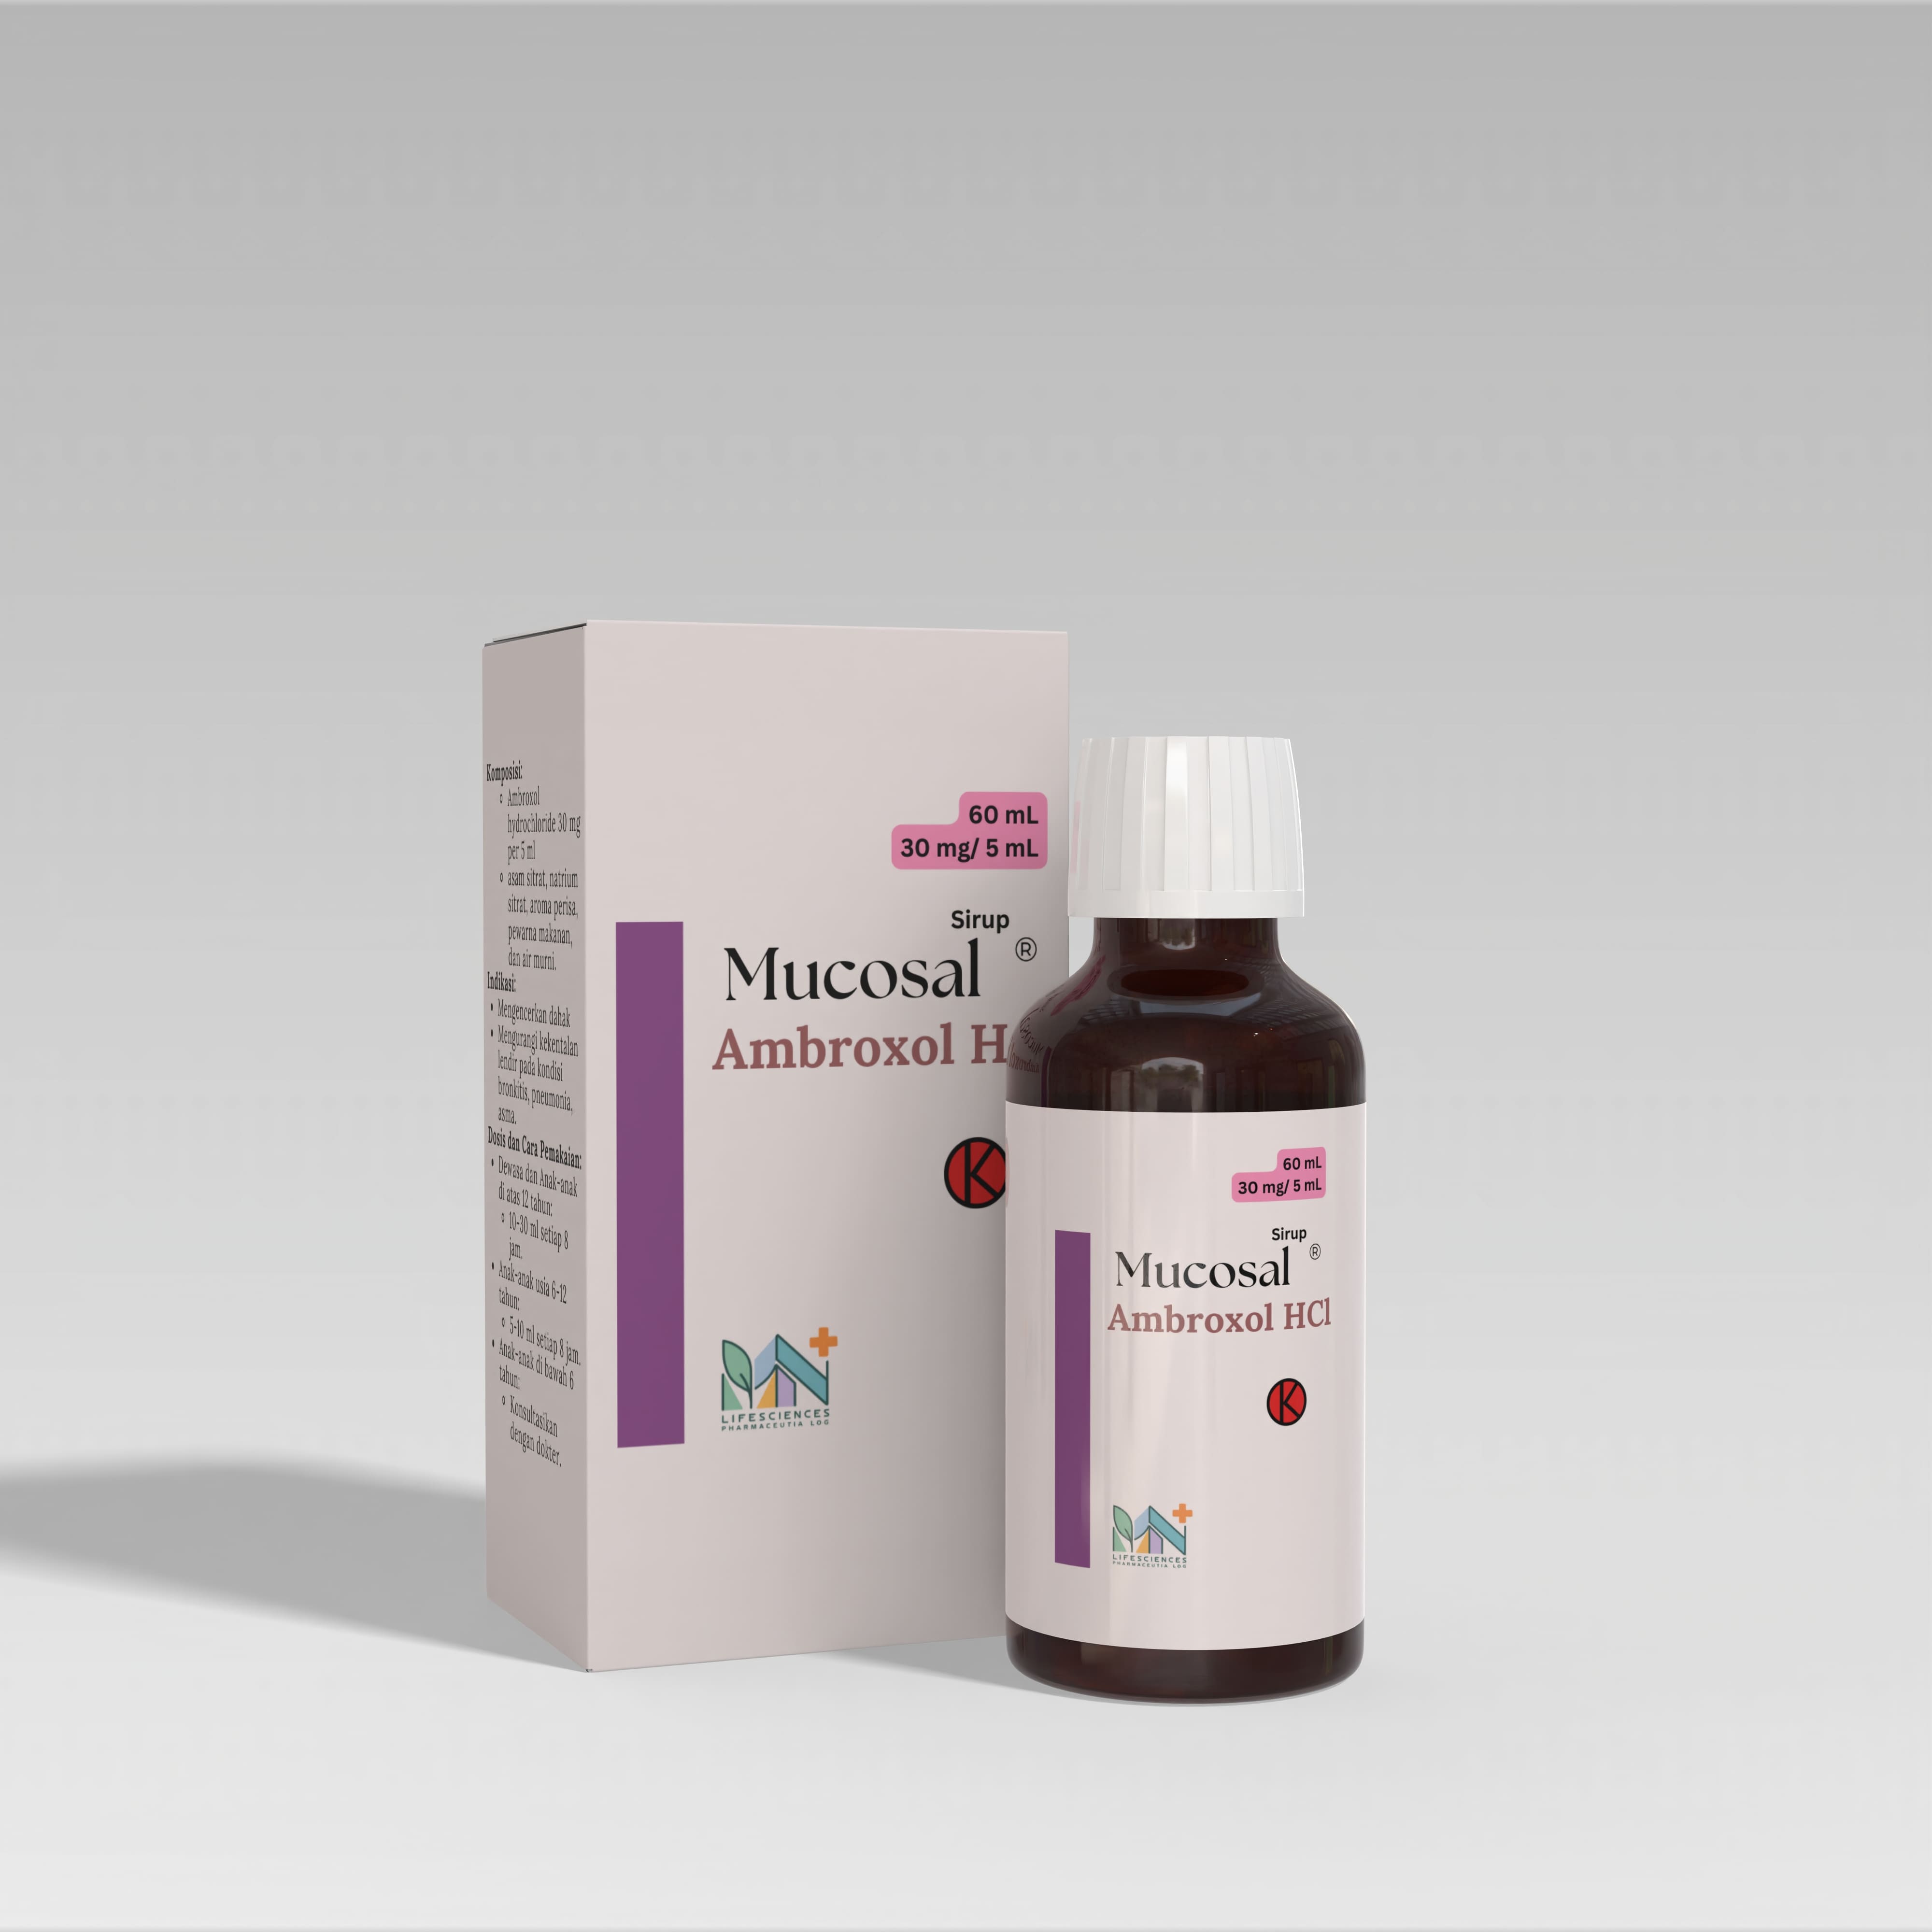 Komposisi:
Ambroxol
hydrochloride 30 mg
per 5 ml
asam sitrat, natrium
sitrat, aroma perisa,
pewarna makanan,
dan air murni.
Indikasi:
Mengencerkan dahak
Mengurangi kekentalan
lendir pada kondisi
bronkitis, pneumonia,
asma.
Dosis dan Cara Pemakaian:
Dewasa dan Anak-anak
di atas 12 tahun:
10-30 ml setiap 8
jam.
Anak-anak usia 6-12
tahun:
5-10 ml setiap 8 jam.
Anak-anak di bawah 6
tahun:
Konsultasikan
dengan dokter.
60 mL
30 mg/ 5 mL
Sirup
Mucosal ®
Ambroxol H
K
LIFESCIENCES
PHARMACEUTIA LOG
60 mL
30 mg/ 5 mL
Sirup
Mucosal ®
Ambroxol HCl
K
LIFESCIENCES
PHARMACEUTIA LOG